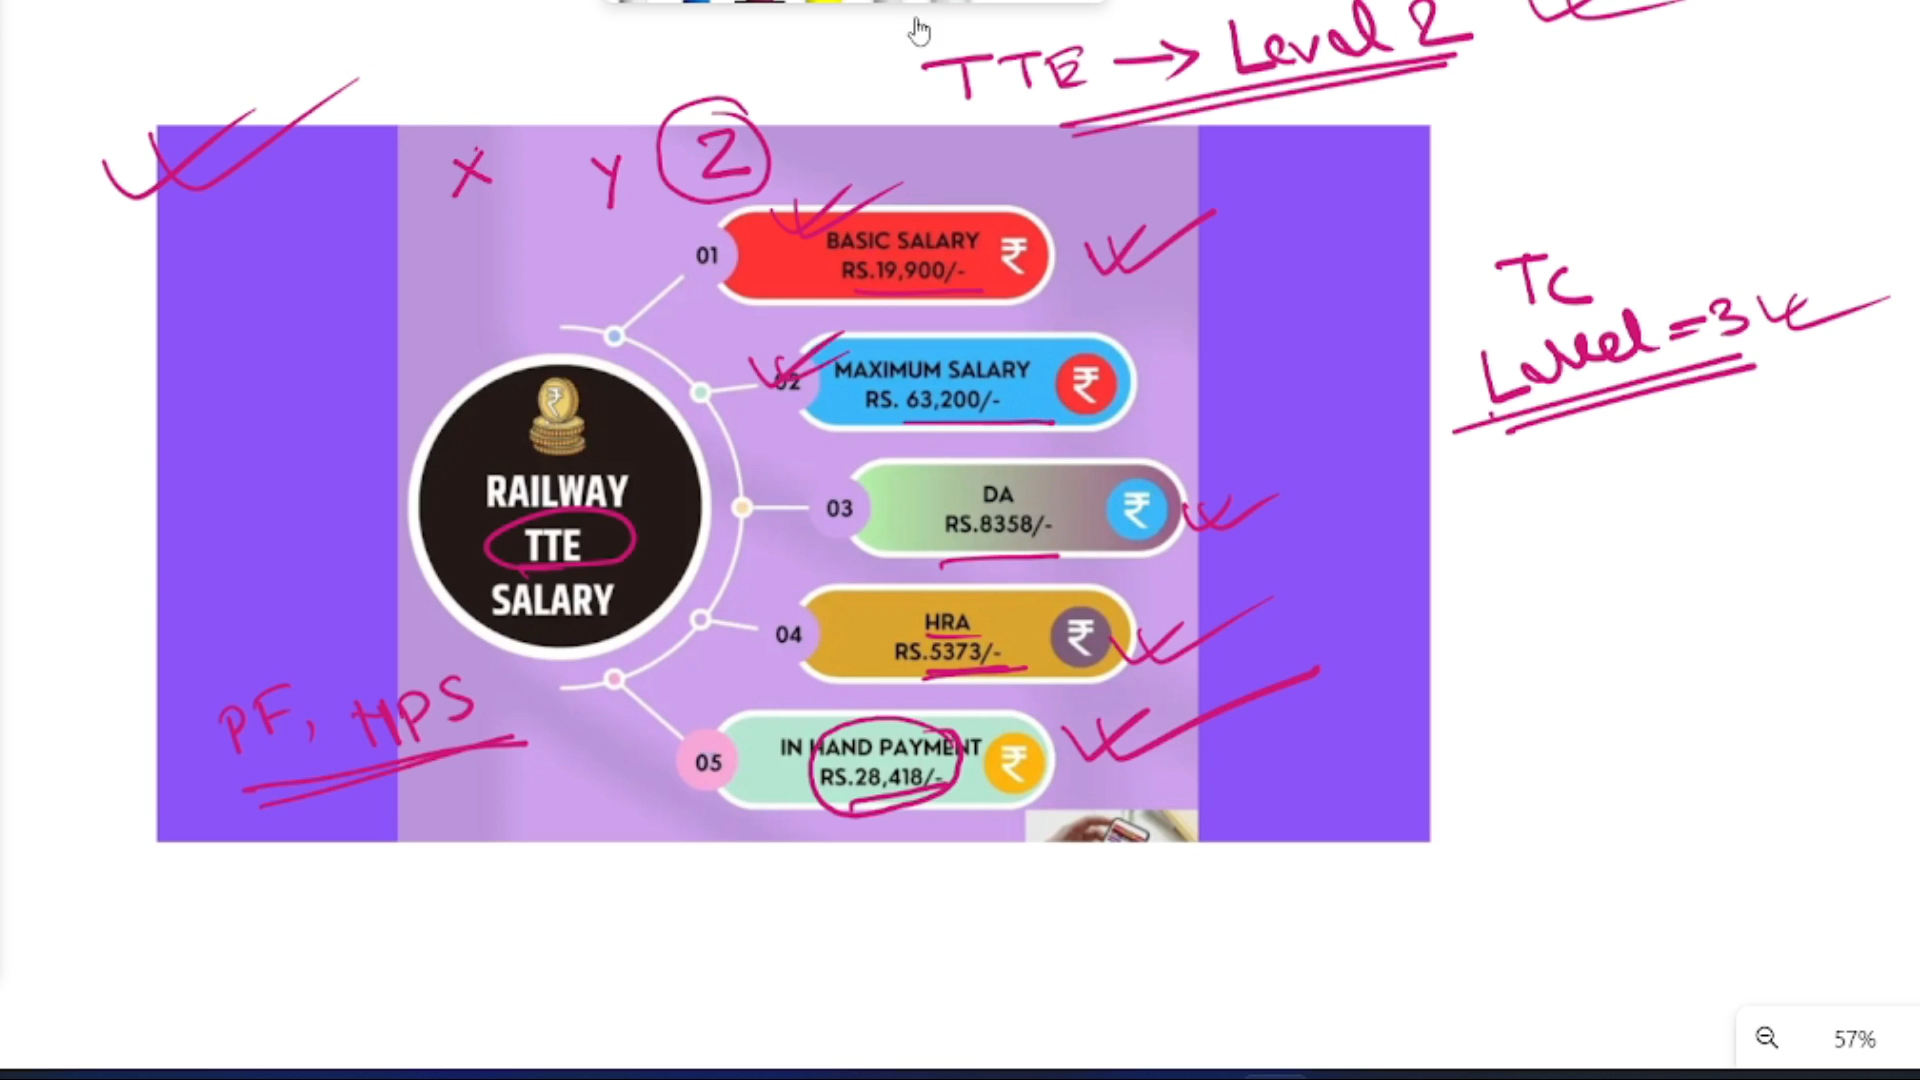 TTE → Level 2
X Y Z
01
BASIC SALARY
RS.19,900/-
02
MAXIMUM SALARY
RS. 63,200/-
03
DA
RS.8358/-
04
HRA
RS.5373/-
05
IN HAND PAYMENT
RS.28,418/-
RAILWAY
TTE
SALARY
PF, NPS
TC
Level = 3
57%